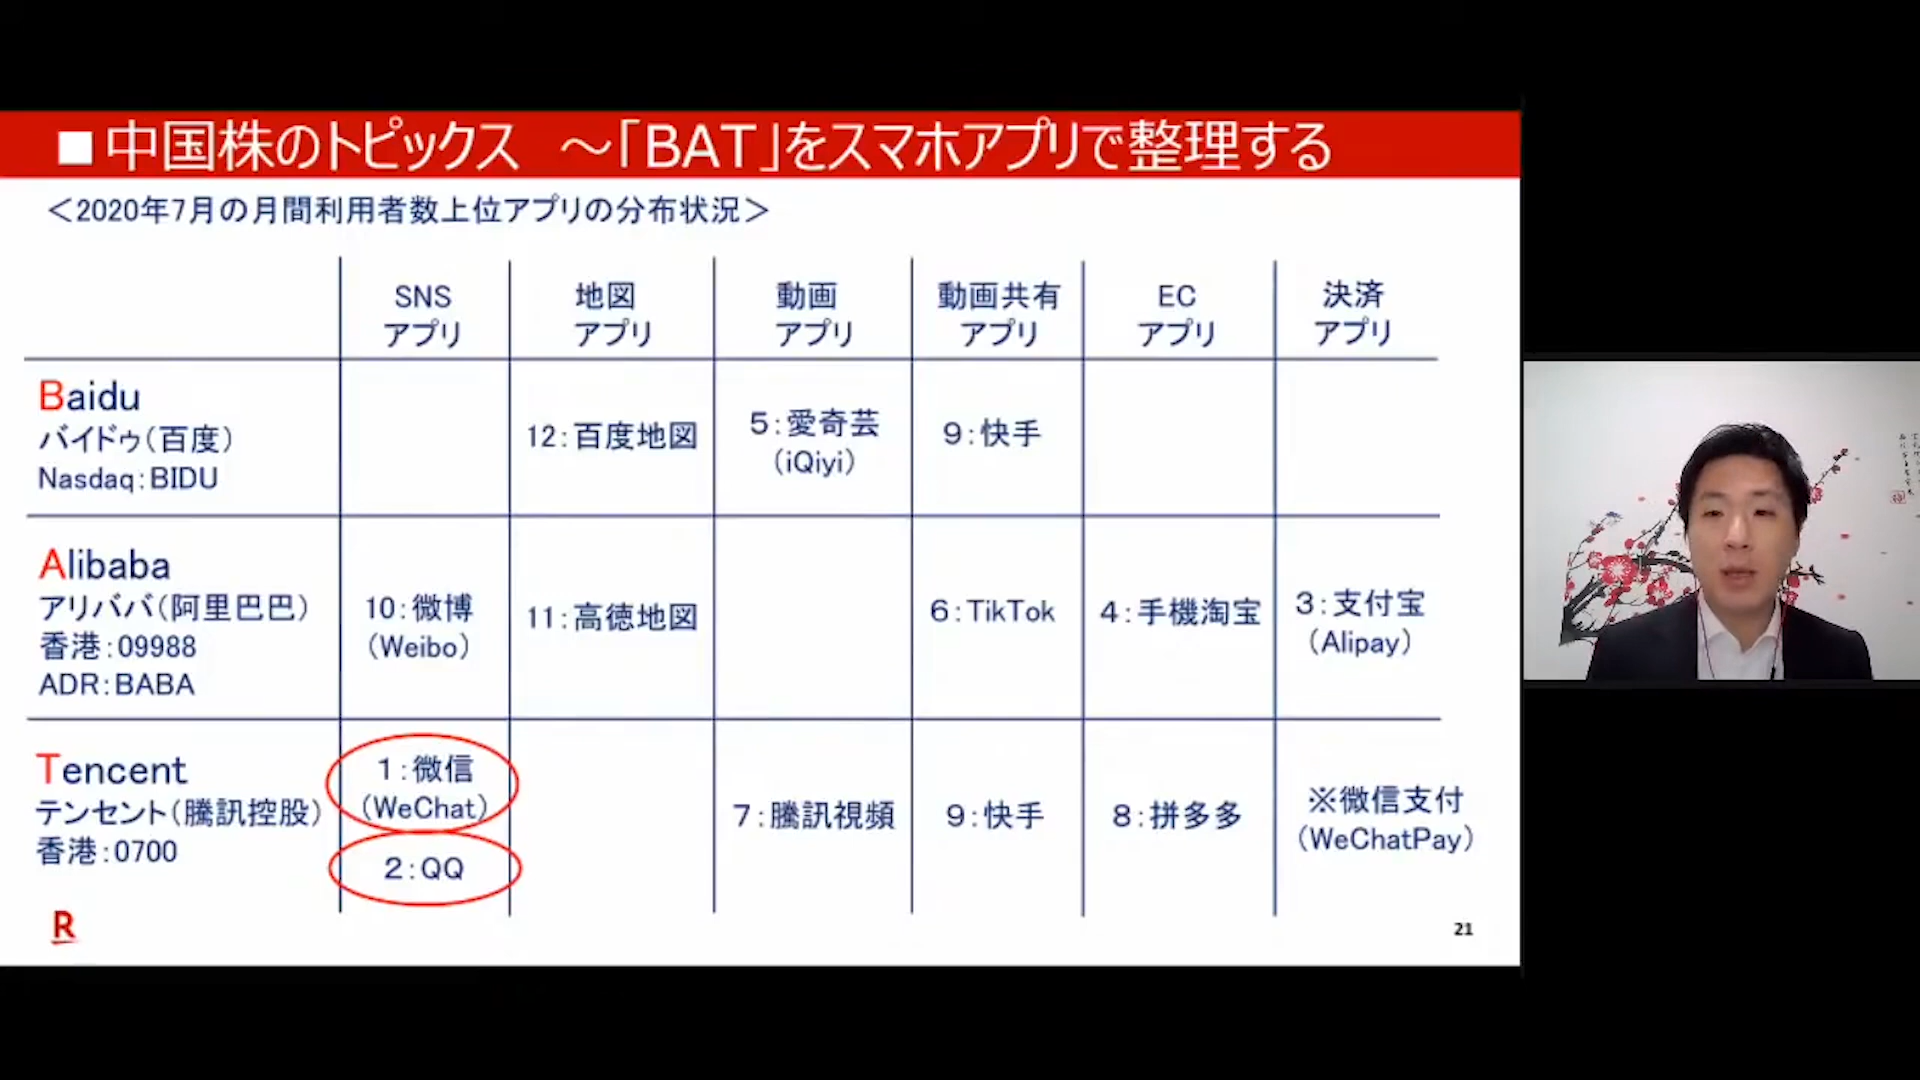 ■中国株のトピックス ～「BAT」をスマホアプリで整理する
＜2020年7月の月間利用者数上位アプリの分布状況＞
SNS
アプリ
地図
アプリ
動画
アプリ
動画共有
アプリ
EC
アプリ
決済
アプリ
Baidu
バイドゥ（百度）
Nasdaq：BIDU
12：百度地図
5：愛奇芸
（iQiyi）
9：快手
Alibaba
アリババ（阿里巴巴）
香港：09988
ADR：BABA
10：微博
（Weibo）
11：高徳地図
6：TikTok
4：手機淘宝
3：支付宝
（Alipay）
Tencent
テンセント（騰訊控股）
香港：0700
1：微信
（WeChat）
2：QQ
7：騰訊視頻
9：快手
8：拼多多
※微信支付
（WeChatPay）
R
21